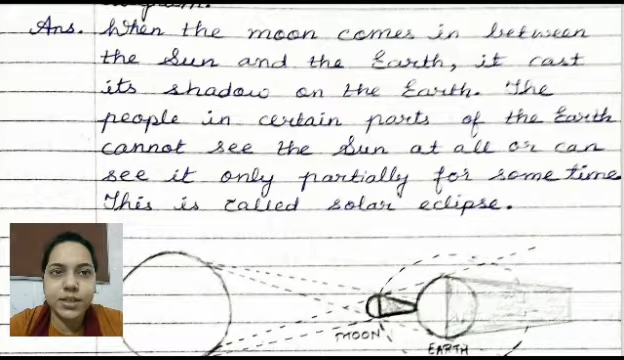 Ans. When the moon comes in between
the Sun and the Earth, it cast
its shadow on the Earth. The
people in certain parts of the Earth
cannot see the Sun at all or can
see it only partially for some time.
This is called solar eclipse.
MOON
EARTH